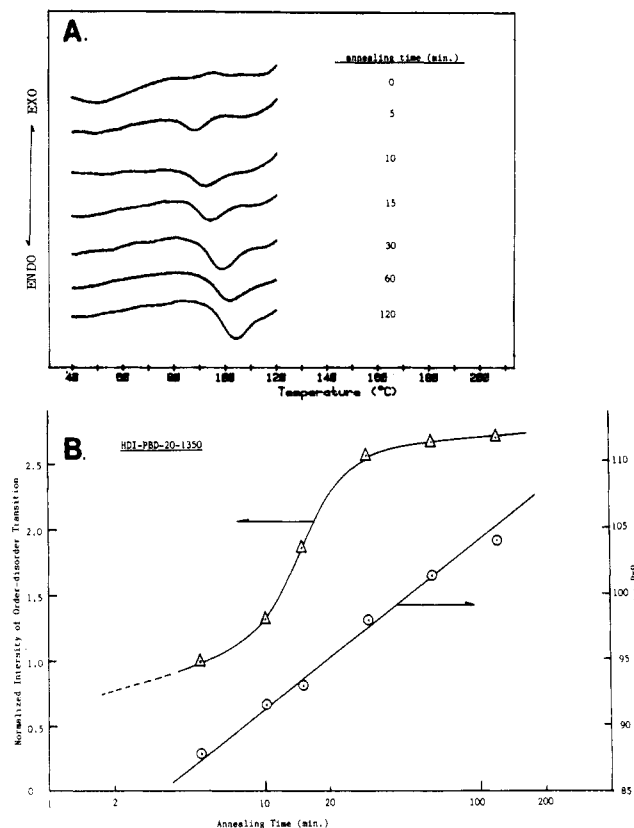 A.
annealing time (min.)
0
5
10
15
30
60
120
EXO
ENDO
40 60 80 100 120 140 160 180 200
Temperature (°C)
B.
HDI-PBD-20-1350
Normalized Intensity of Order-disorder Transition
2.5
2.0
1.5
1.0
0.5
0
110
105
100
95
90
85
1 2 10 20 100 200
Annealing Time (min.)